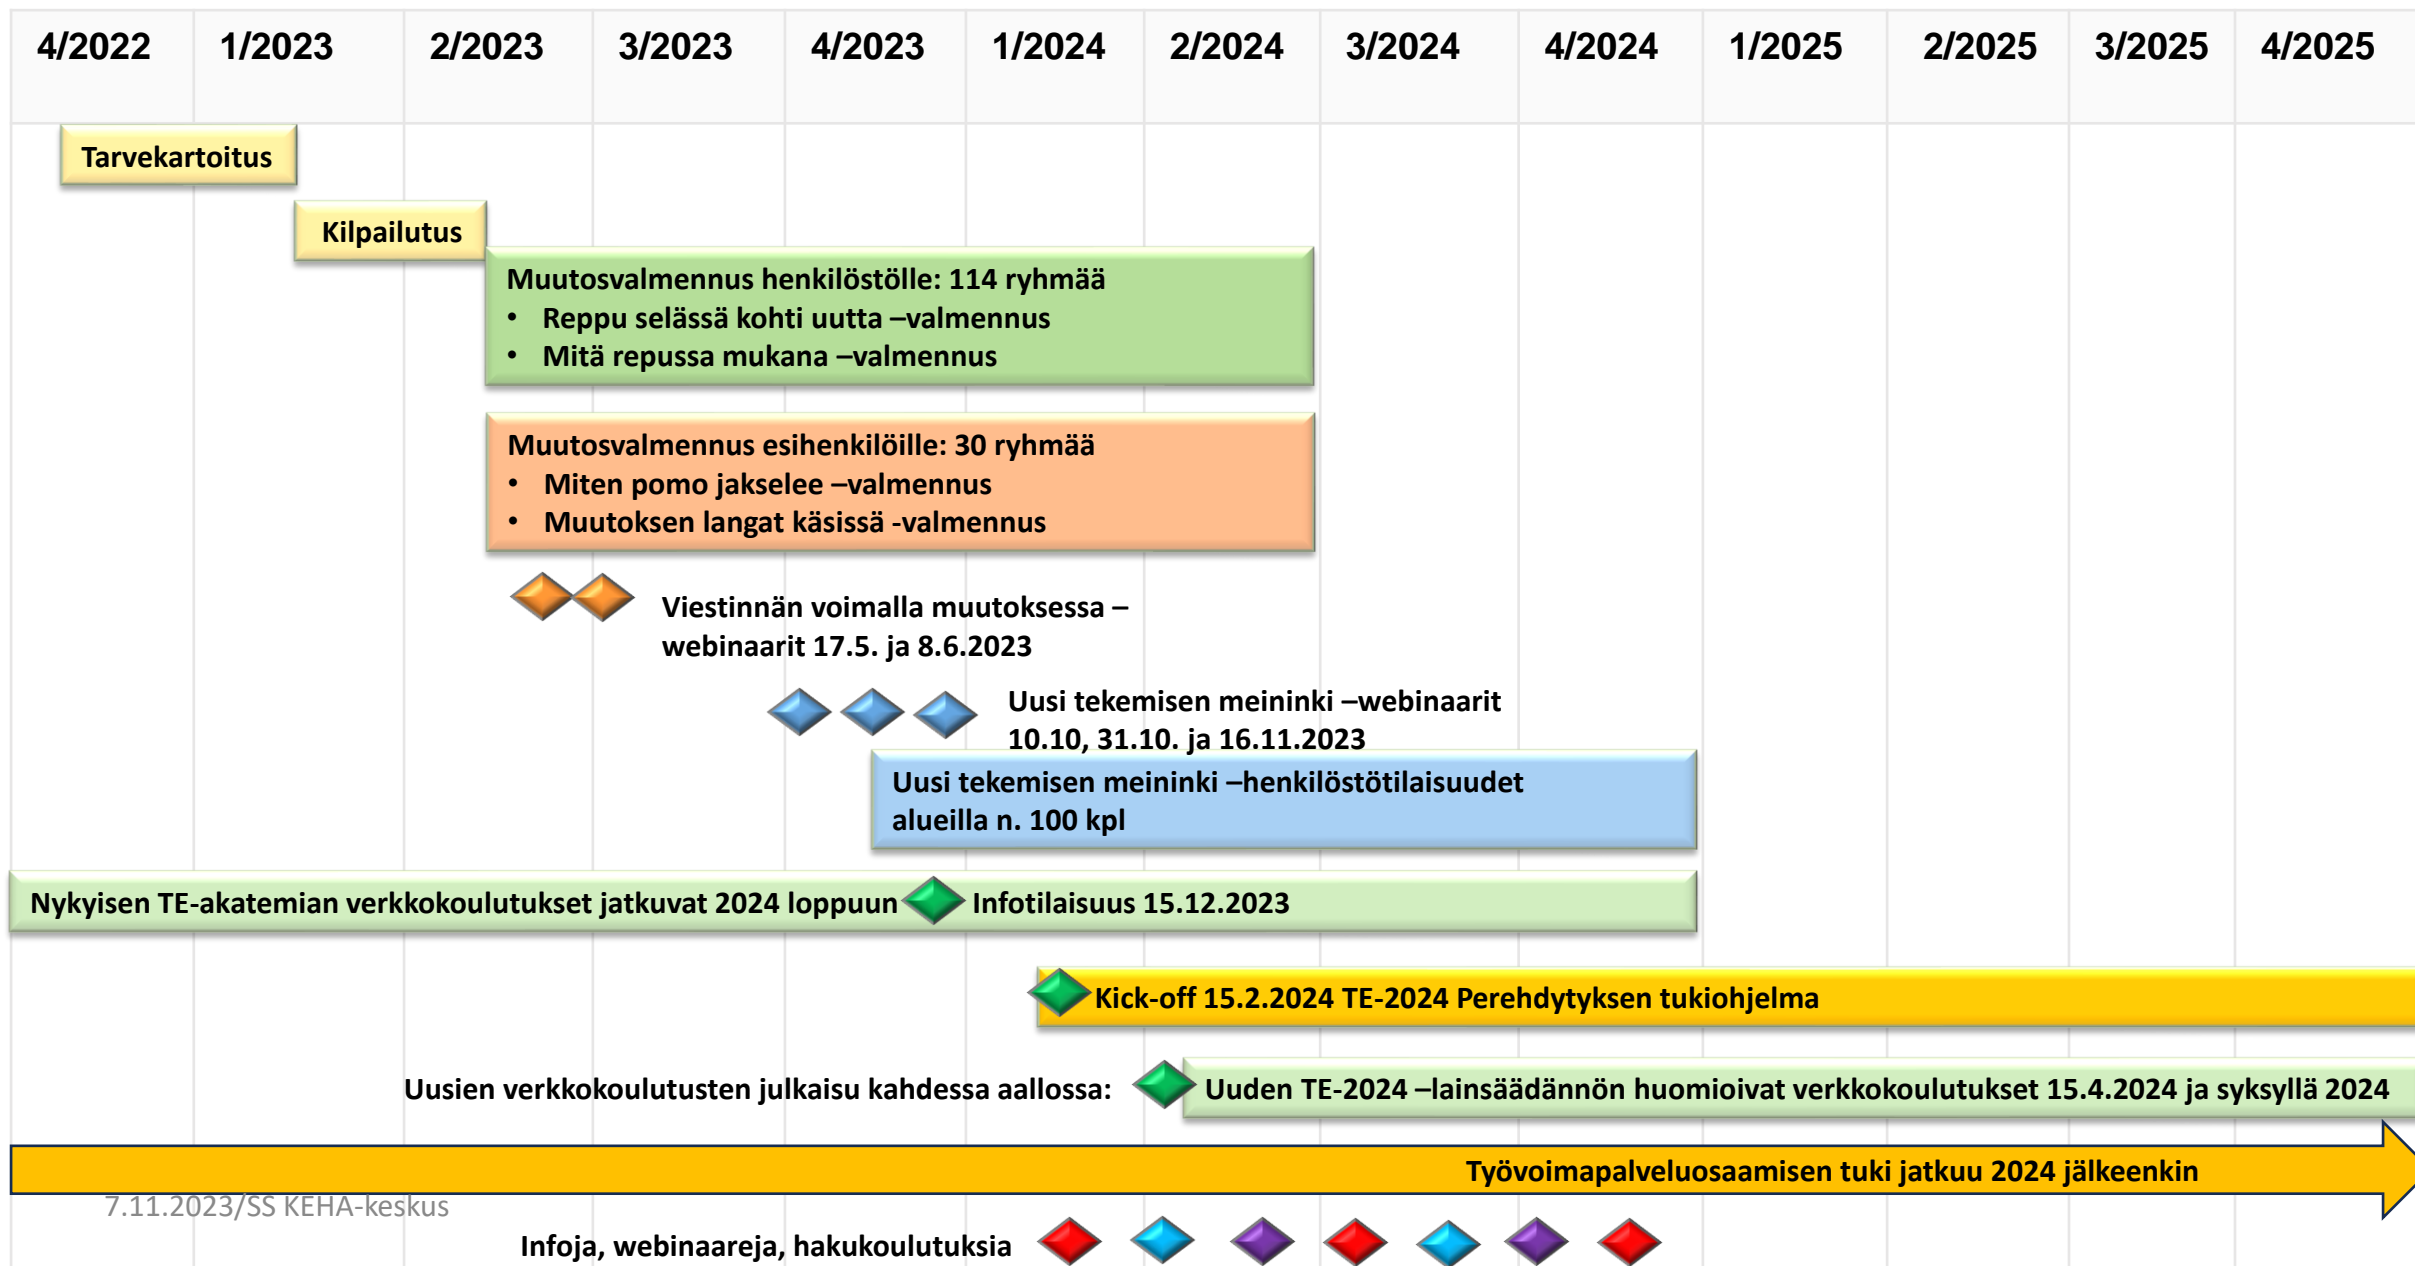 4/2022 1/2023 2/2023 3/2023 4/2023 1/2024 2/2024 3/2024 4/2024 1/2025 2/2025 3/2025 4/2025
Tarvekartoitus
Kilpailutus
Muutosvalmennus henkilöstölle: 114 ryhmää
• Reppu selässä kohti uutta –valmennus
• Mitä repussa mukana –valmennus
Muutosvalmennus esihenkilöille: 30 ryhmää
• Miten pomo jakselee –valmennus
• Muutoksen langat käsissä -valmennus
Viestinnän voimalla muutoksessa –
webinaarit 17.5. ja 8.6.2023
Uusi tekemisen meininki –webinaarit
10.10, 31.10. ja 16.11.2023
Uusi tekemisen meininki –henkilöstötilaisuudet
alueilla n. 100 kpl
Nykyisen TE-akatemian verkkokoulutukset jatkuvat 2024 loppuun Infotilaisuus 15.12.2023
Kick-off 15.2.2024 TE-2024 Perehdytyksen tukiohjelma
Uusien verkkokoulutusten julkaisu kahdessa aallossa: Uuden TE-2024 –lainsäädännön huomioivat verkkokoulutukset 15.4.2024 ja syksyllä 2024
Työvoimapalveluosaamisen tuki jatkuu 2024 jälkeenkin
7.11.2023/SS KEHA-keskus
Infoja, webinaareja, hakukoulutuksia